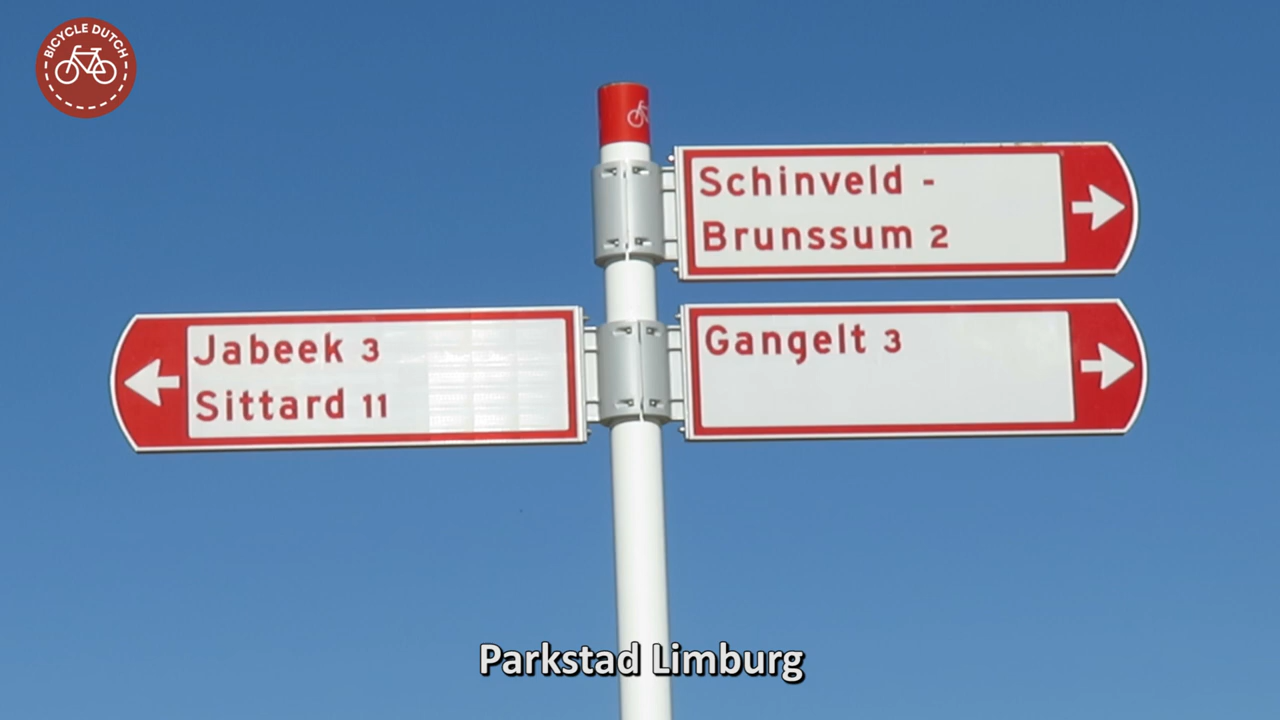 BICYCLE DUTCH
Schinveld -
Brunssum 2
Jabeek 3
Sittard 11
Gangelt 3
Parkstad Limburg